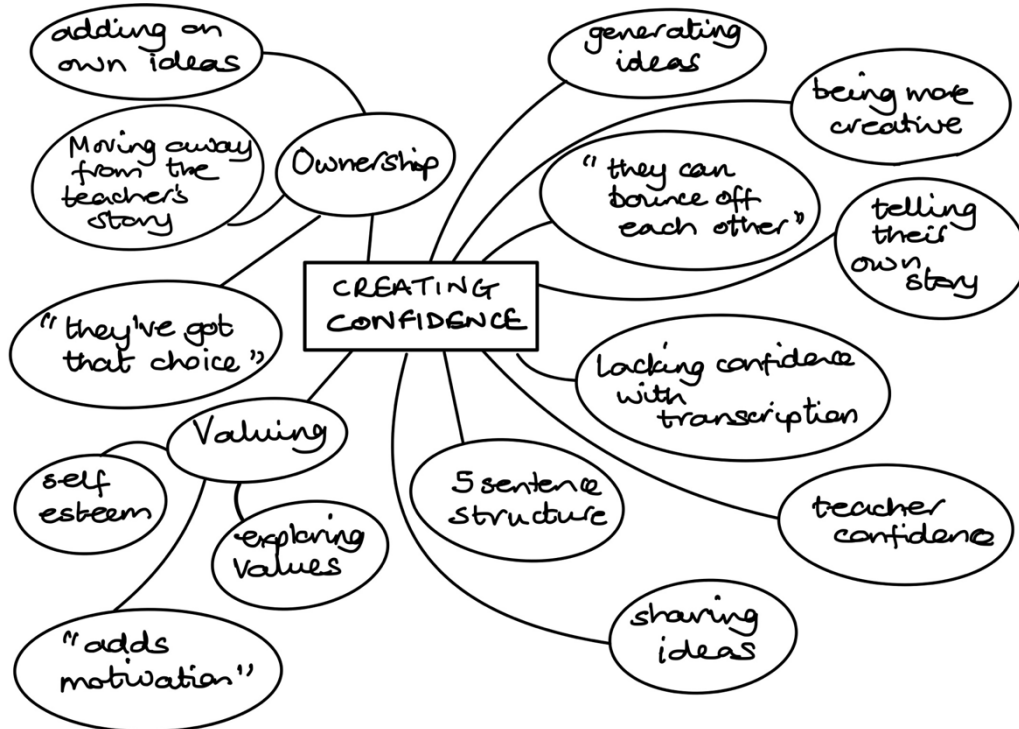 adding on
own ideas
Moving away
from the
teacher's
story
Ownership
"they've got
that choice"
generating
ideas
being more
creative
"they can
bounce off
each other"
telling
their
own
story
CREATING
CONFIDENCE
Lacking confidence
with
transcription
Valuing
self
esteem
exploring
values
"adds
motivation"
5 sentence
structure
teacher
confidence
sharing
ideas